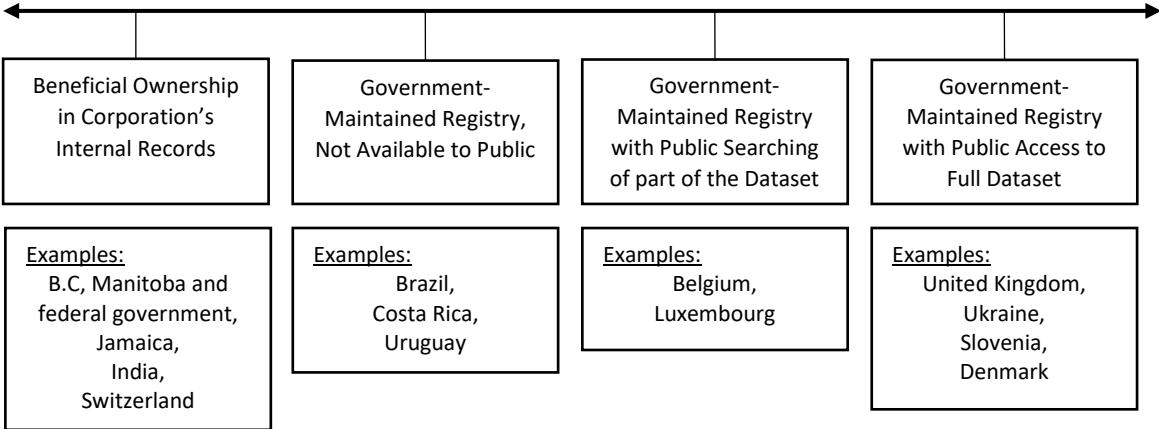 Beneficial Ownership
in Corporation’s
Internal Records
Government-
Maintained Registry,
Not Available to Public
Government-
Maintained Registry
with Public Searching
of part of the Dataset
Government-
Maintained Registry
with Public Access to
Full Dataset
Examples:
B.C, Manitoba and
federal government,
Jamaica,
India,
Switzerland
Examples:
Brazil,
Costa Rica,
Uruguay
Examples:
Belgium,
Luxembourg
Examples:
United Kingdom,
Ukraine,
Slovenia,
Denmark